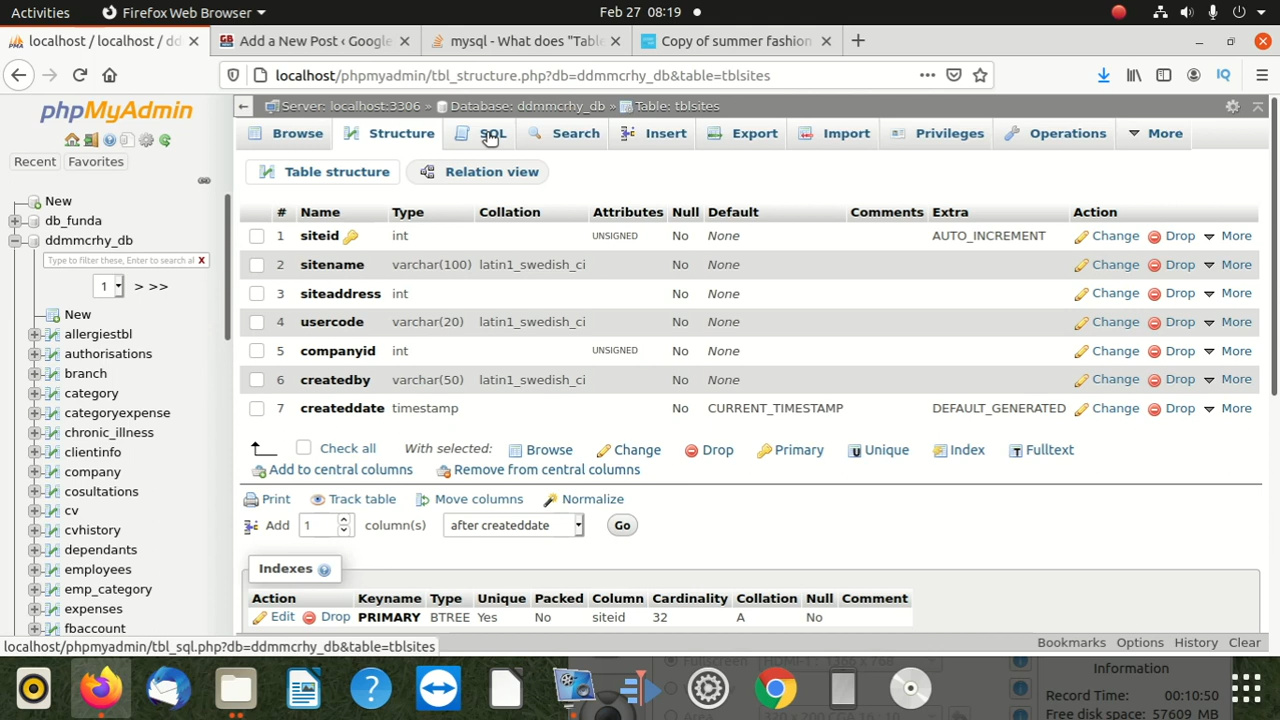 Activities Firefox Web Browser Feb 27 08:19
localhost / localhost / dd Add a New Post ‹ Google mysql - What does "Table Copy of summer fashion
localhost/phpmyadmin/tbl_structure.php?db=ddmmcrhy_db&table=tblsites IQ
phpMyAdmin
Recent Favorites
New
db_funda
ddmmcrhy_db
Type to filter these, Enter to search al X
1 > >>
New
allergiestbl
authorisations
branch
category
categoryexpense
chronic_illness
clientinfo
company
cosultations
cv
cvhistory
dependants
employees
emp_category
expenses
fbaccount
Server: localhost:3306 » Database: ddmmcrhy_db » Table: tblsites
Browse Structure SQL Search Insert Export Import Privileges Operations More
Table structure Relation view
# Name Type Collation Attributes Null Default Comments Extra Action
1 siteid int UNSIGNED No None AUTO_INCREMENT Change Drop More
2 sitename varchar(100) latin1_swedish_ci No None Change Drop More
3 siteaddress int No None Change Drop More
4 usercode varchar(20) latin1_swedish_ci No None Change Drop More
5 companyid int UNSIGNED No None Change Drop More
6 createdby varchar(50) latin1_swedish_ci No None Change Drop More
7 createddate timestamp No CURRENT_TIMESTAMP DEFAULT_GENERATED Change Drop More
Check all With selected: Browse Change Drop Primary Unique Index Fulltext
Add to central columns Remove from central columns
Print Track table Move columns Normalize
Add 1 column(s) after createddate Go
Indexes
Action Keyname Type Unique Packed Column Cardinality Collation Null Comment
Edit Drop PRIMARY BTREE Yes No siteid 32 A No
localhost/phpmyadmin/tbl_sql.php?db=ddmmcrhy_db&table=tblsites
Bookmarks Options History Clear
Information
Record Time: 00:10:50
Free disk space: 57609 MB